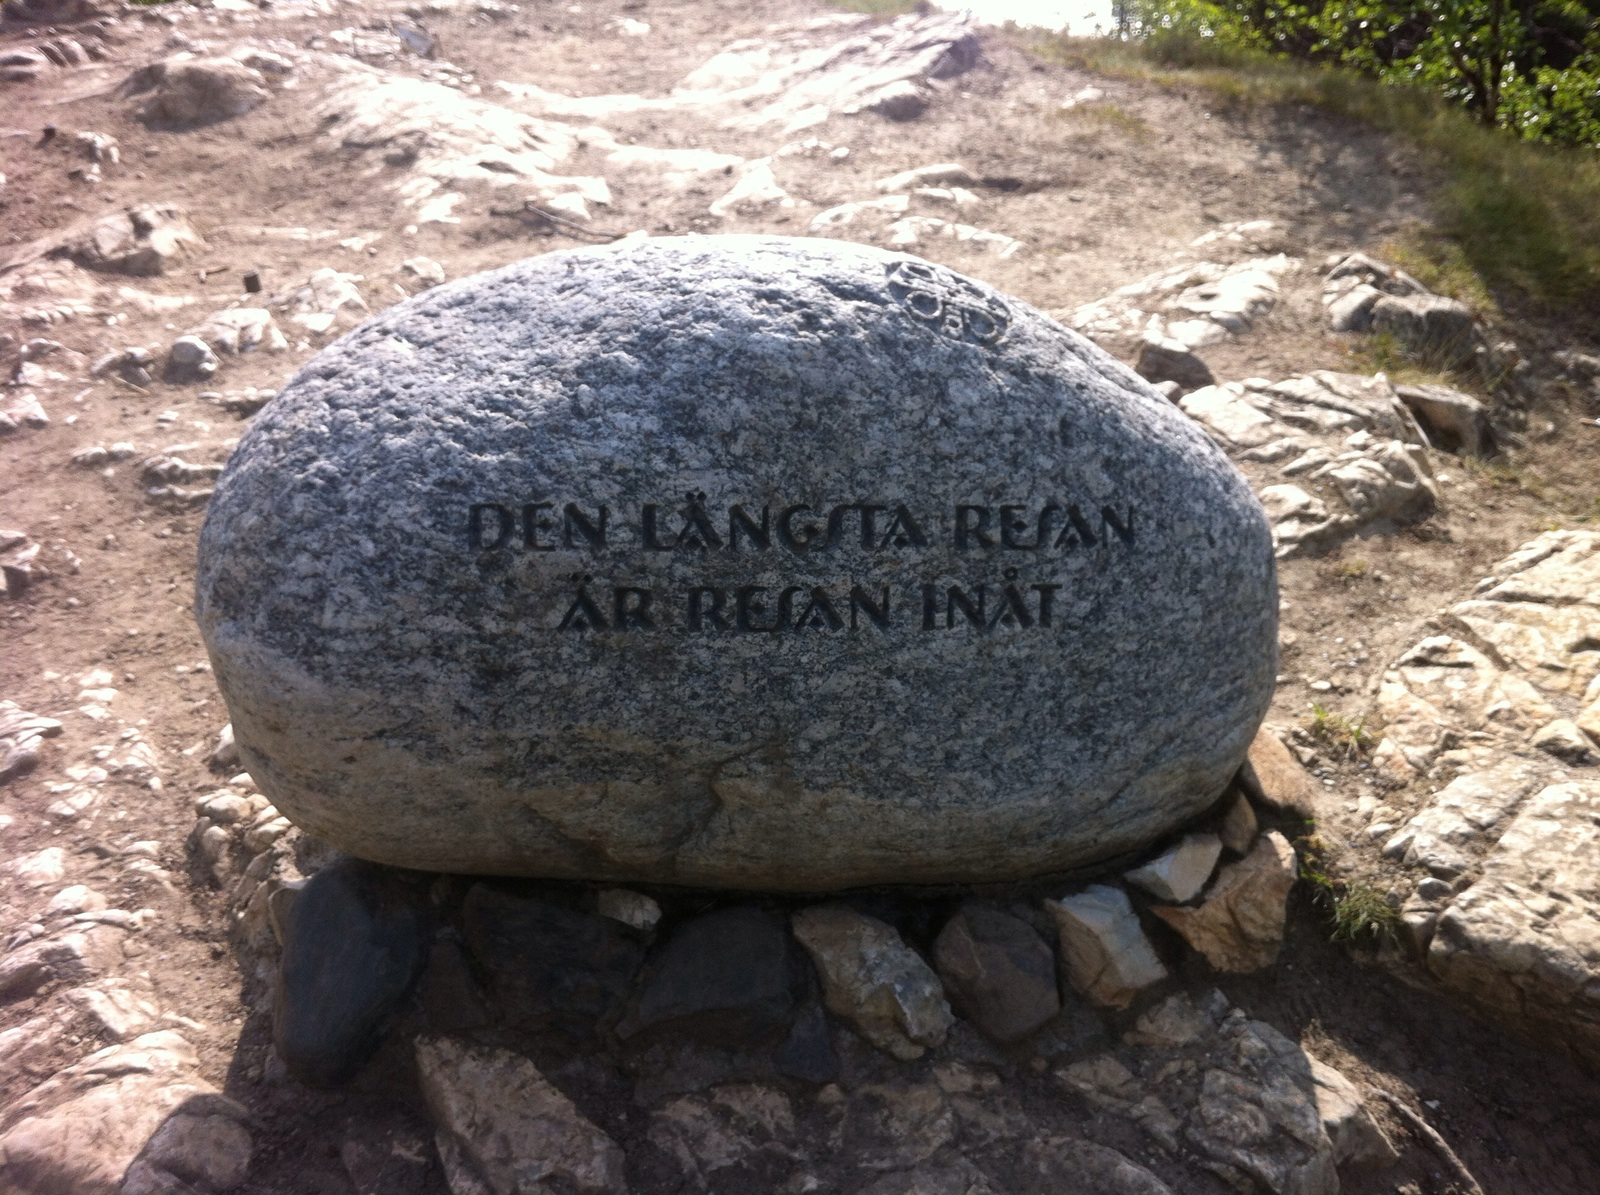 DEN LÄNGSTA RESAN
ÄR RESAN INÅT